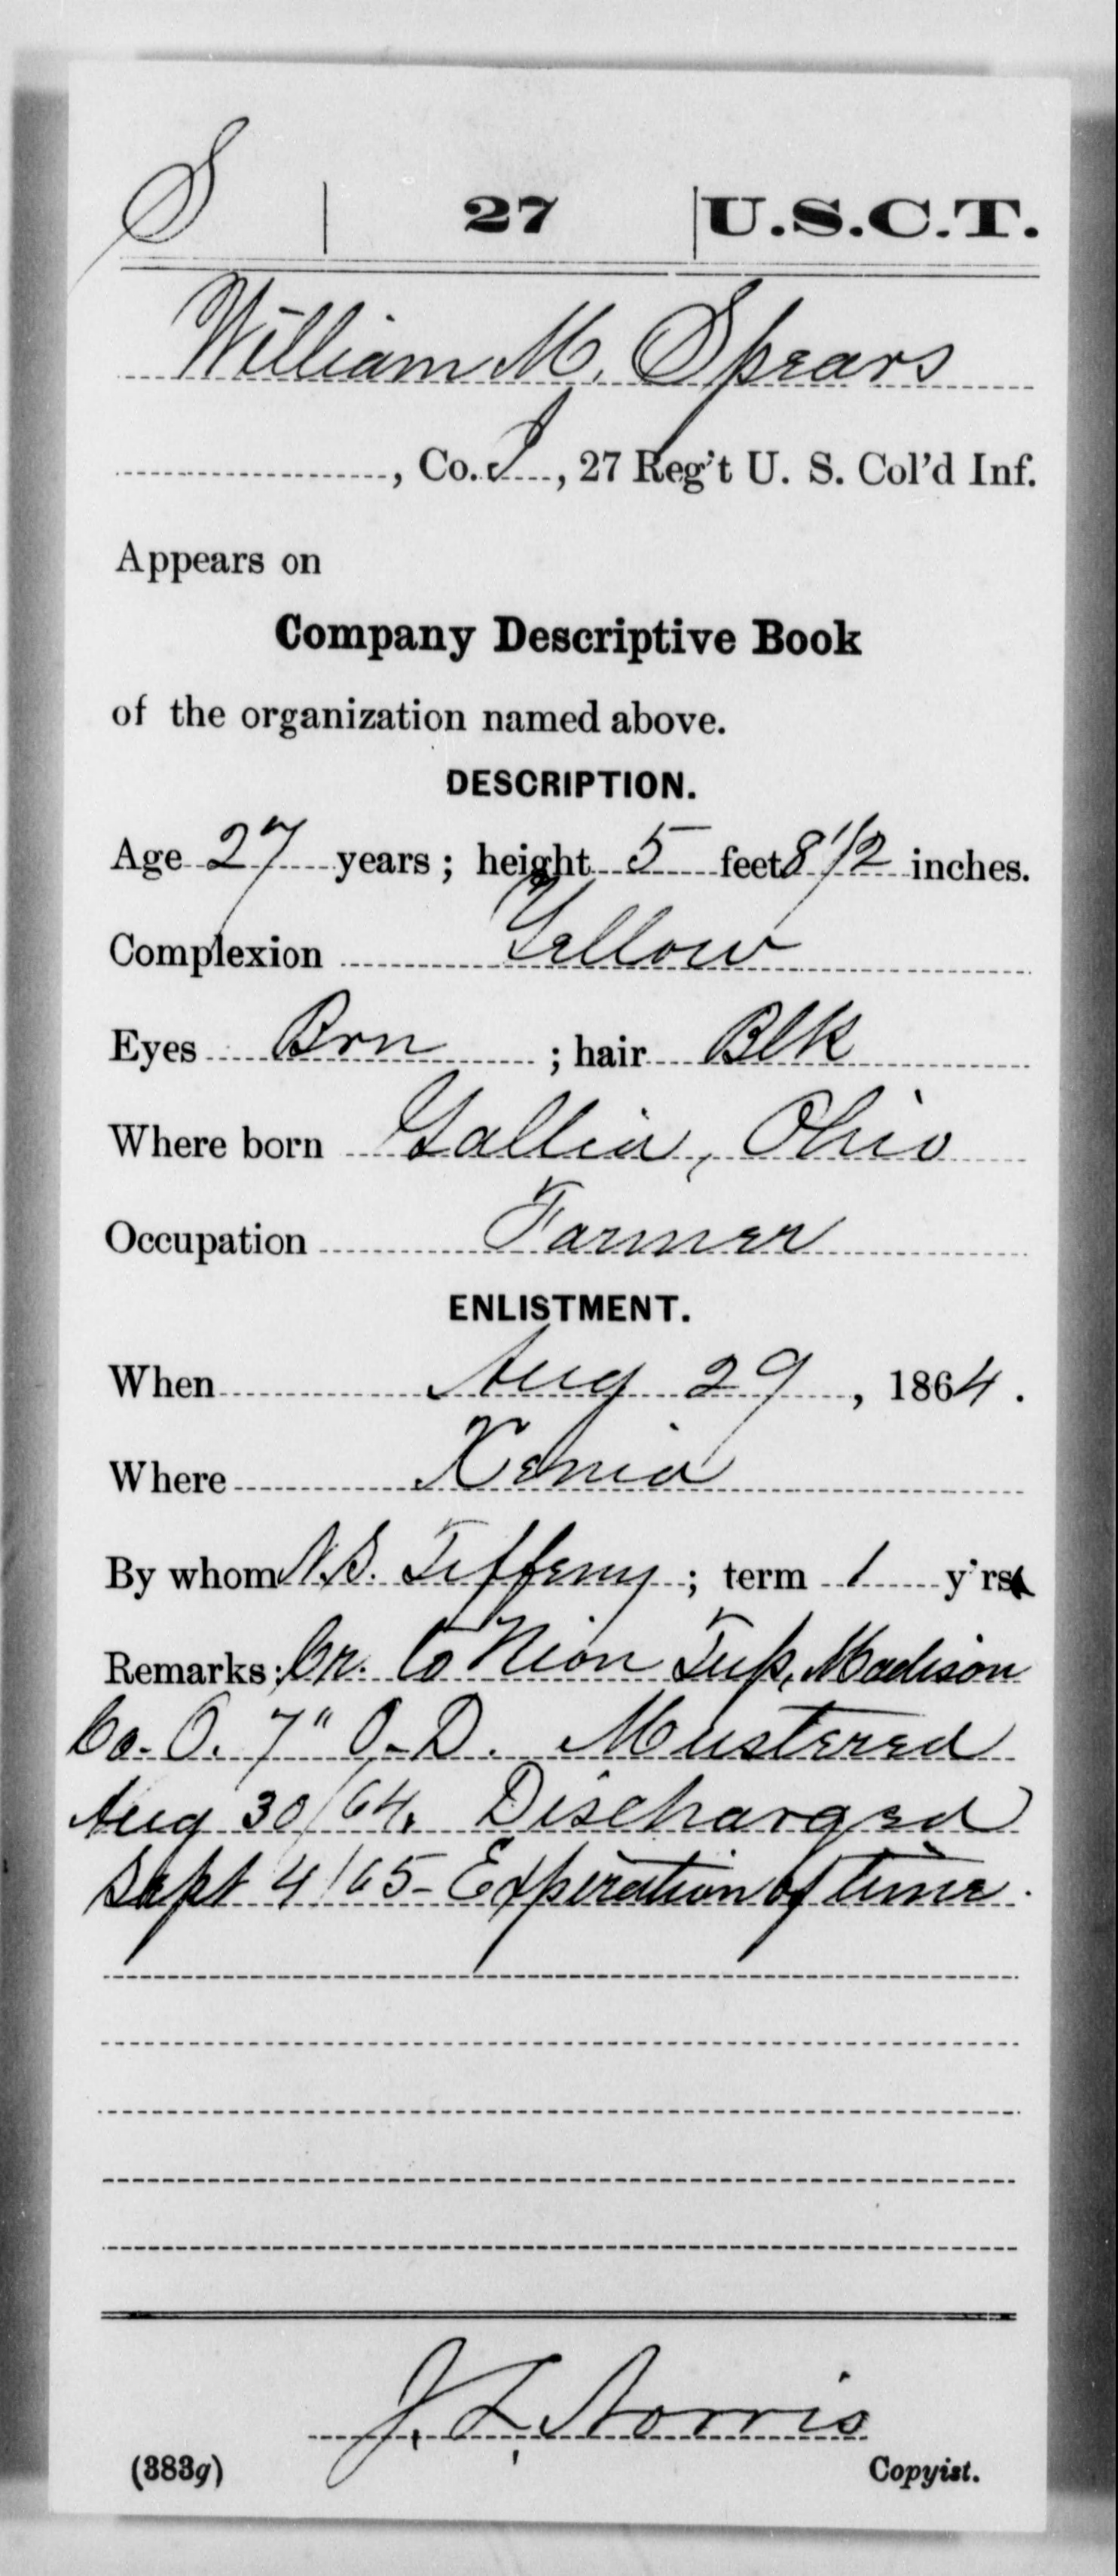 S | 27 | U.S.C.T.
William M. Spears
, Co. I, 27 Reg't U. S. Col'd Inf.
Appears on
Company Descriptive Book
of the organization named above.
DESCRIPTION.
Age 27 years; height 5 feet 8 1/2 inches.
Complexion Yellow
Eyes Brn ; hair Blk
Where born Gallia, Ohio
Occupation Farmer
ENLISTMENT.
When Aug 29, 1864.
Where Xenia
By whom N.S. Tiffeny; term 1 y'rs.
Remarks: Cr. to Tup, Madison
Co. O. 7" O. D. Mustered
Aug 30/64. Discharged
Sept 4/65- Expiration of time.
J. L. Norris
(383g) Copyist.